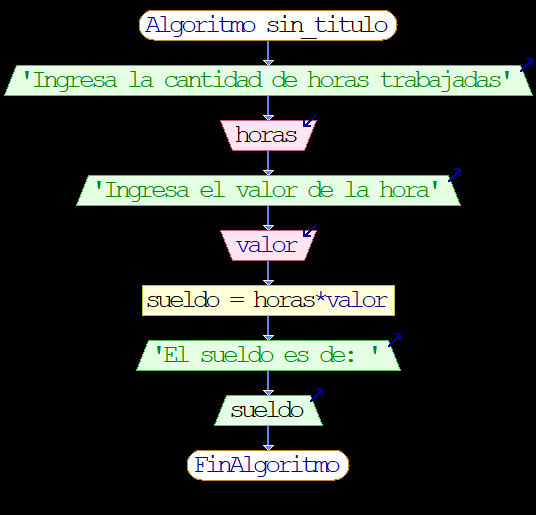 Algoritmo sin_titulo
'Ingresa la cantidad de horas trabajadas'
horas
'Ingresa el valor de la hora'
valor
sueldo = horas*valor
'El sueldo es de: '
sueldo
FinAlgoritmo